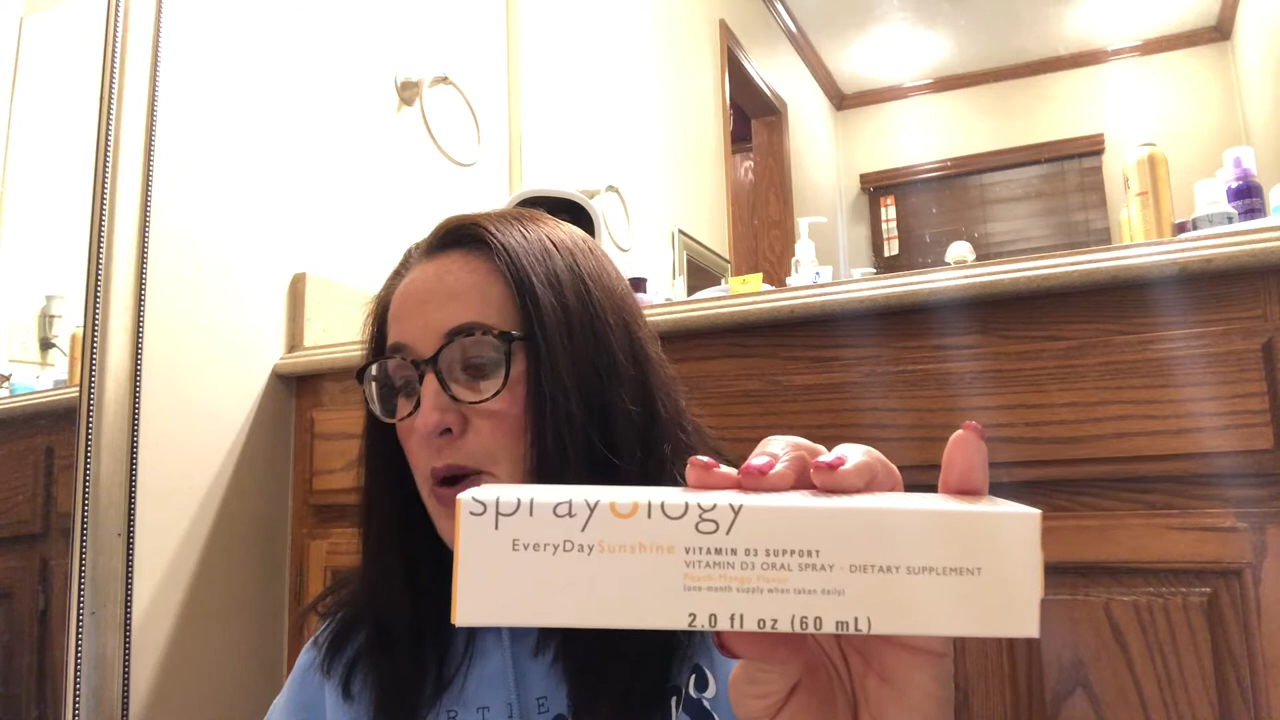 sprayology
EveryDaySunshine
VITAMIN D3 SUPPORT
VITAMIN D3 ORAL SPRAY - DIETARY SUPPLEMENT
Peach-Mango Flavor
(one-month supply when taken daily)
2.0 fl oz (60 mL)